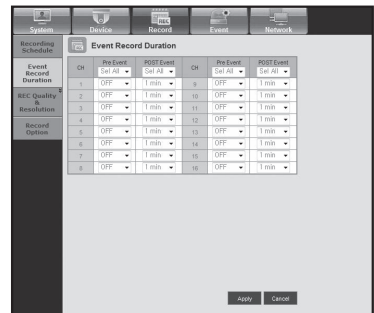 REC
System Device Record Event Network
Recording
Schedule
Event
Record
Duration
REC Quality
&
Resolution
Record
Option
Event Record Duration
CH Pre Event POST Event CH Pre Event POST Event
Sel All Sel All Sel All Sel All
1 OFF 1 min 9 OFF 1 min
2 OFF 1 min 10 OFF 1 min
3 OFF 1 min 11 OFF 1 min
4 OFF 1 min 12 OFF 1 min
5 OFF 1 min 13 OFF 1 min
6 OFF 1 min 14 OFF 1 min
7 OFF 1 min 15 OFF 1 min
8 OFF 1 min 16 OFF 1 min
Apply Cancel